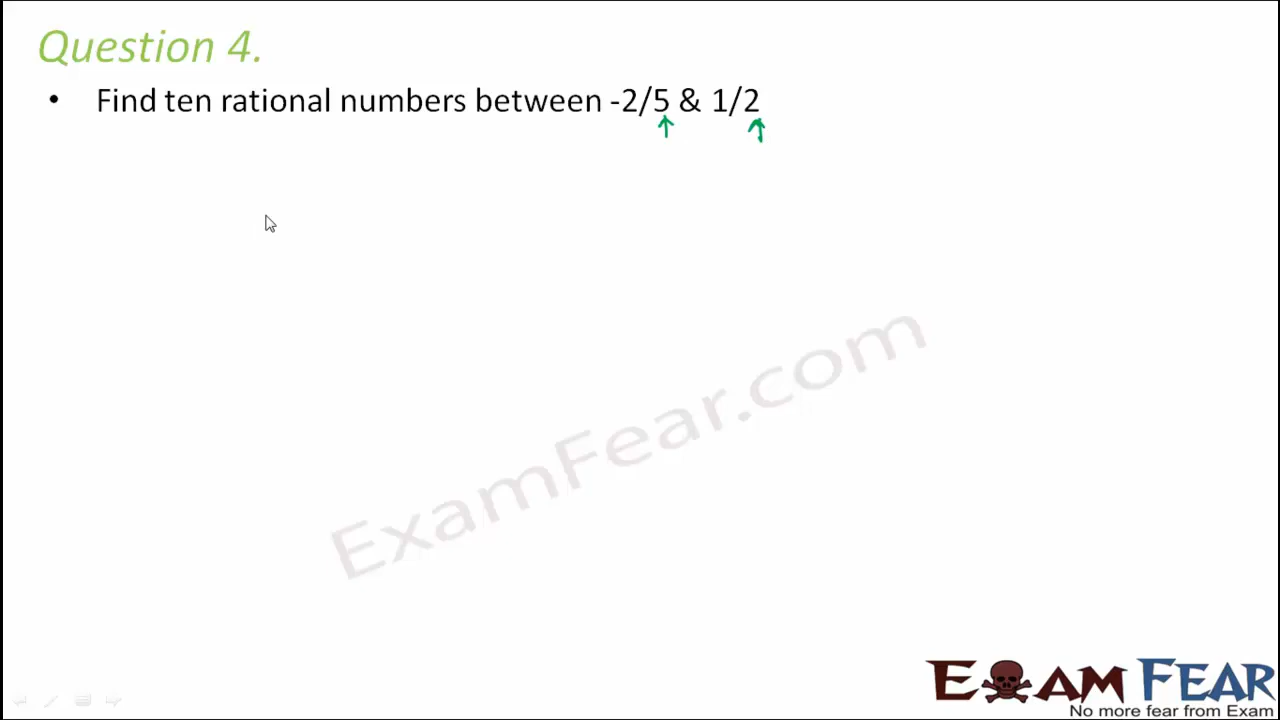 Question 4.
• Find ten rational numbers between -2/5 & 1/2
ExamFear.com
EXAM FEAR
No more fear from Exam